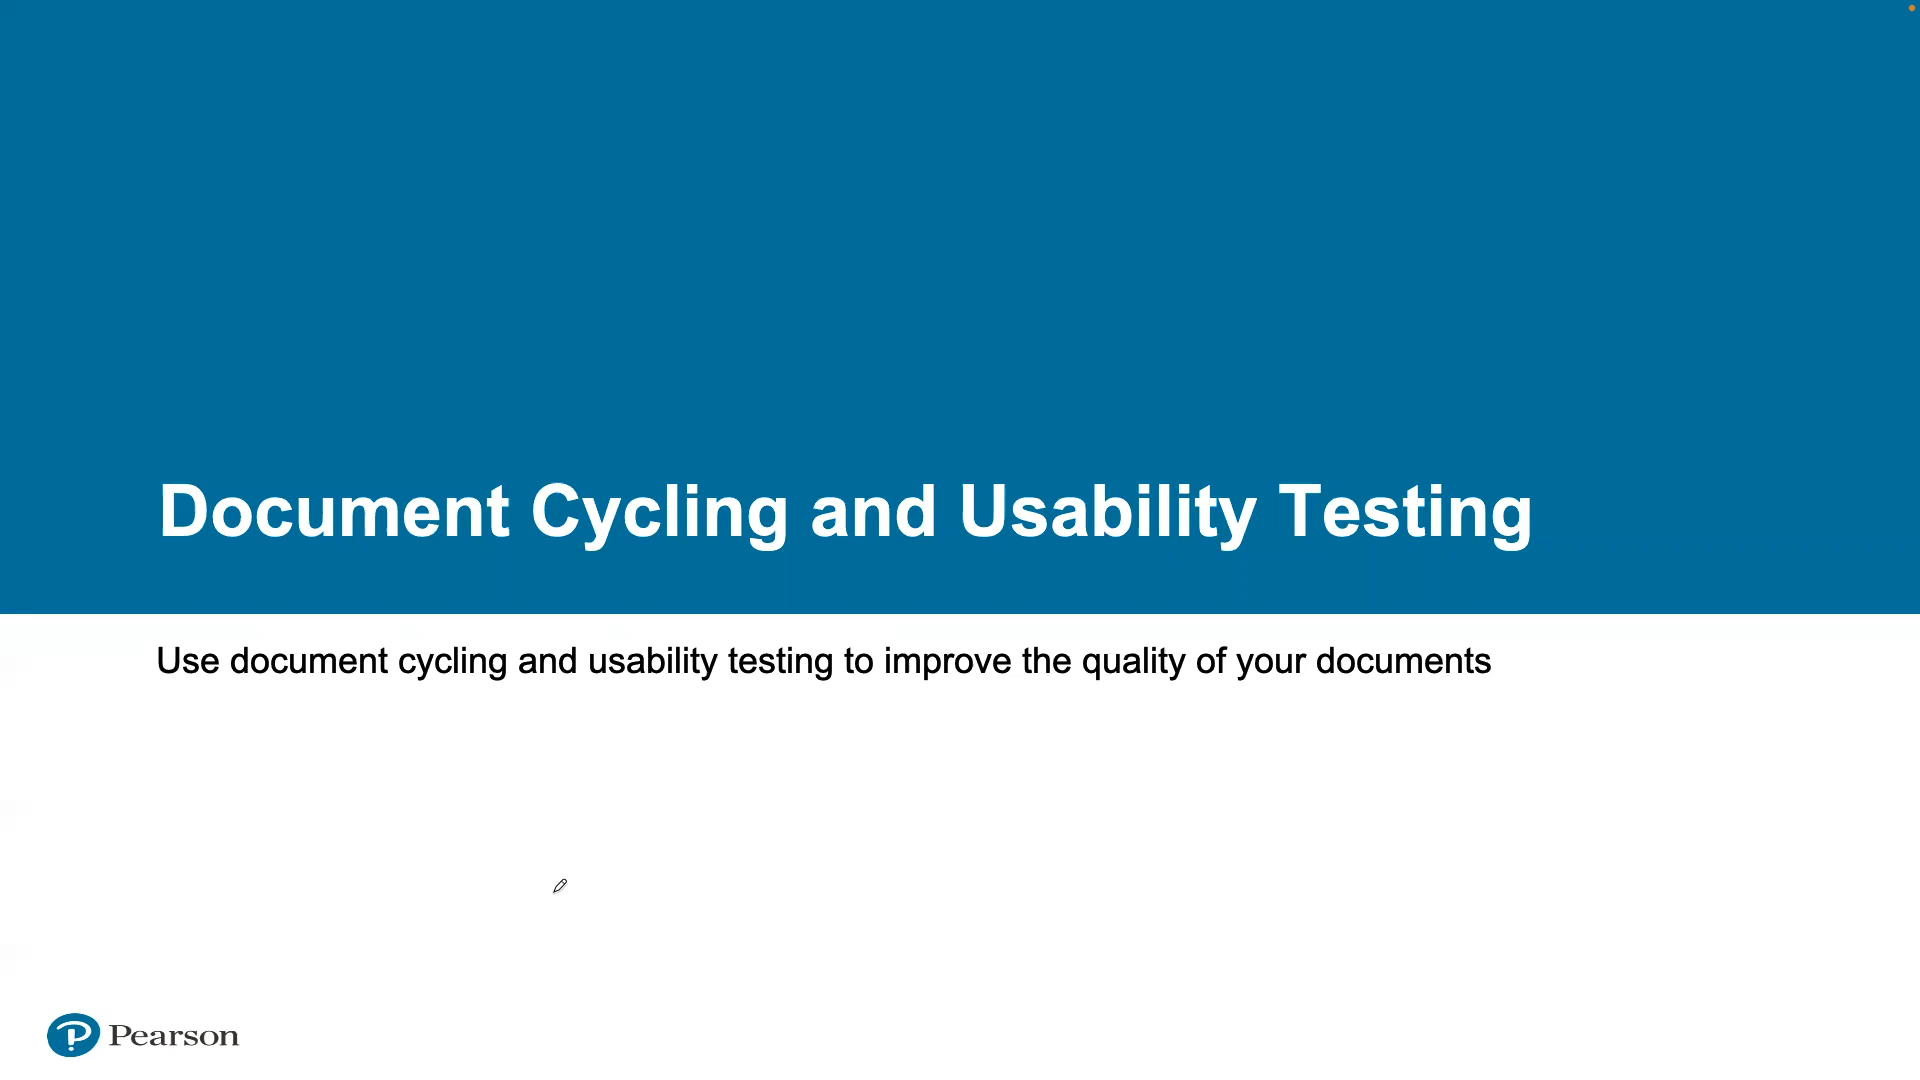 Document Cycling and Usability Testing
Use document cycling and usability testing to improve the quality of your documents
Pearson